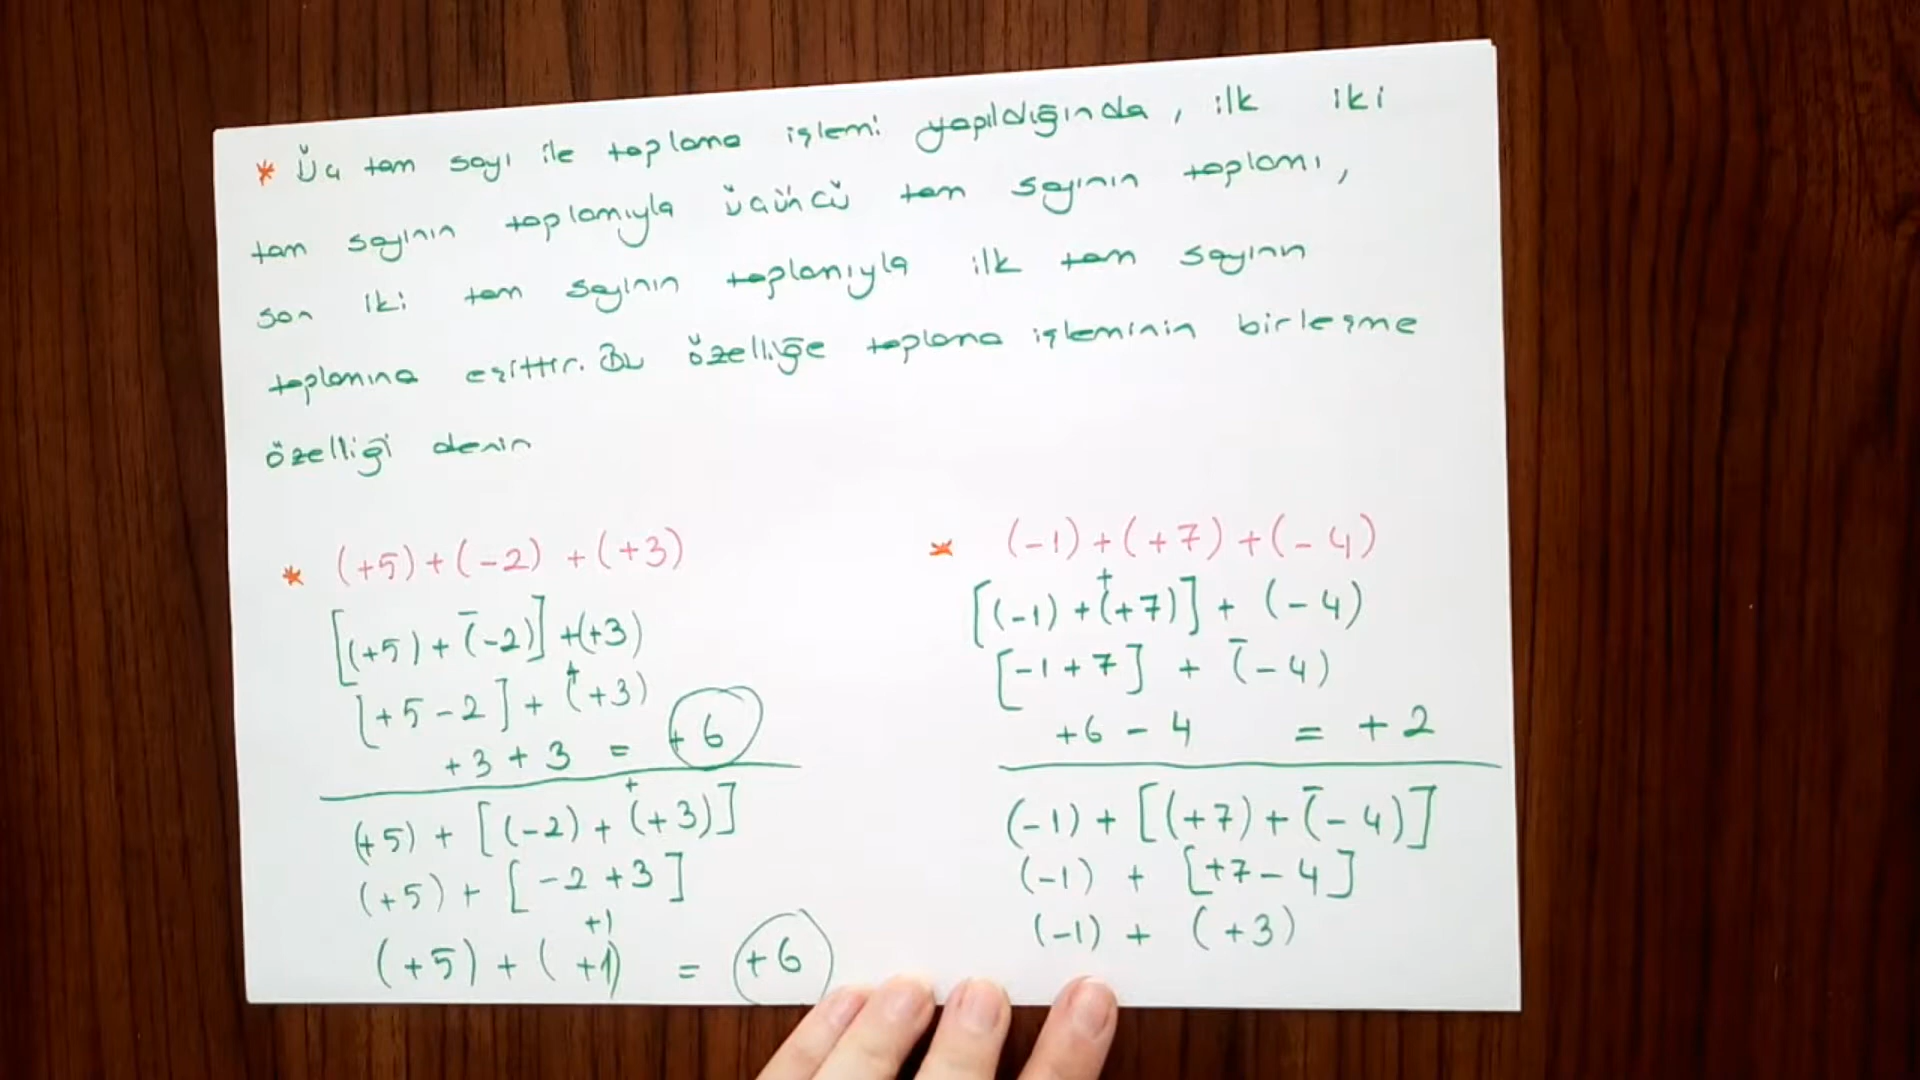 * Üç tam sayı ile toplama işlemi yapıldığında, ilk iki
tam sayının toplamıyla üçüncü tam sayının toplamı,
son iki tam sayının toplamıyla ilk tam sayının
toplamına eşittir. Bu özelliğe toplama işleminin birleşme
özelliği denir
* (+5)+(-2)+(+3)
[(+5)+(-2)]+(+3)
[+5-2]+(+3)
+3+3 = +6
(+5)+[(-2)+(+3)]
(+5)+[-2+3]
+1
(+5)+(+1) = +6
* (-1)+(+7)+(-4)
[(-1)+(+7)]+(-4)
[-1+7]+(-4)
+6-4 = +2
(-1)+[(+7)+(-4)]
(-1)+[+7-4]
(-1)+(+3)